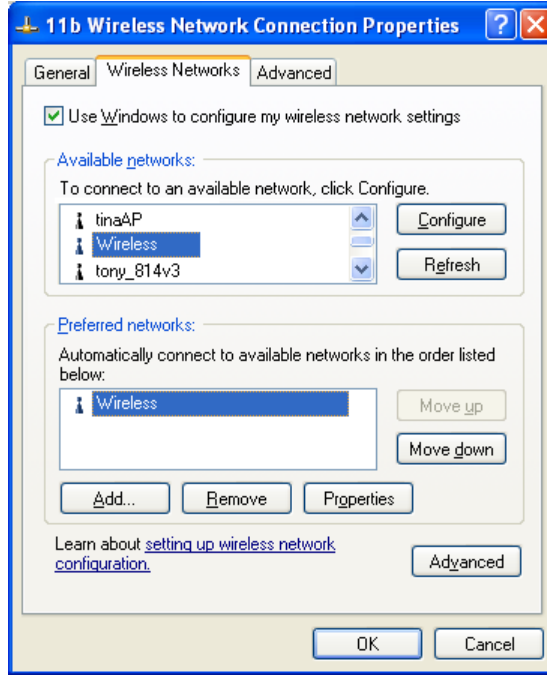 11b Wireless Network Connection Properties
General Wireless Networks Advanced
Use Windows to configure my wireless network settings
Available networks:
To connect to an available network, click Configure.
tinaAP
Wireless
tony_814v3
Configure
Refresh
Preferred networks:
Automatically connect to available networks in the order listed
below:
Wireless
Move up
Move down
Add... Remove Properties
Learn about setting up wireless network
configuration.
Advanced
OK Cancel